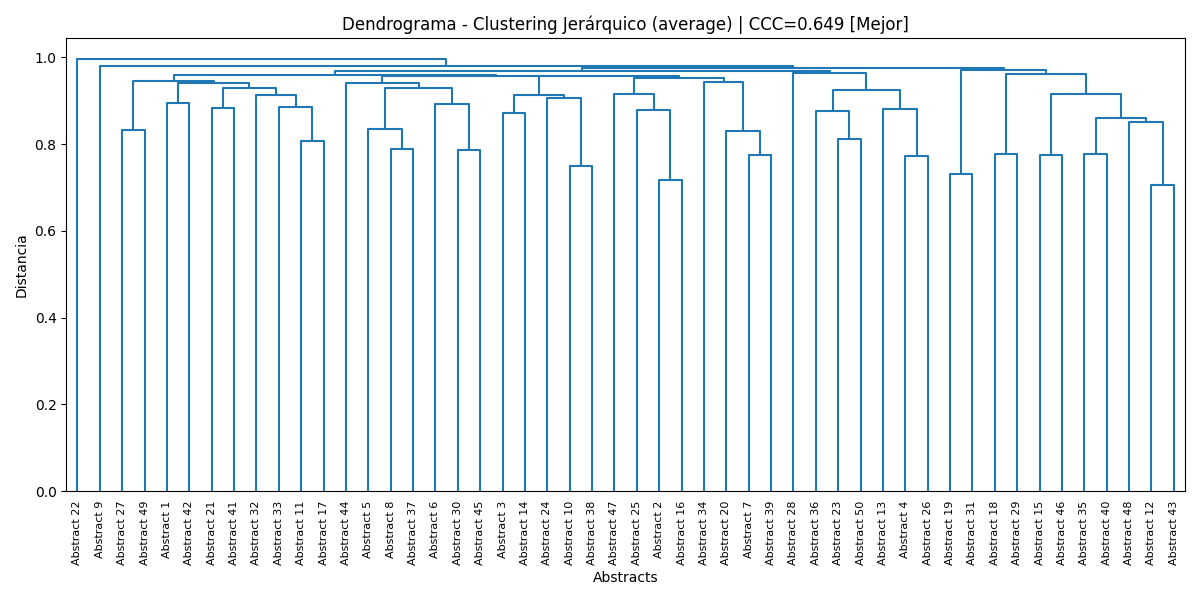 Dendrograma - Clustering Jerárquico (average) | CCC=0.649 [Mejor]
1.0
0.8
0.6
0.4
0.2
0.0
Distancia
Abstract 22
Abstract 9
Abstract 27
Abstract 49
Abstract 1
Abstract 42
Abstract 21
Abstract 41
Abstract 32
Abstract 33
Abstract 11
Abstract 17
Abstract 44
Abstract 5
Abstract 8
Abstract 37
Abstract 6
Abstract 30
Abstract 45
Abstract 3
Abstract 14
Abstract 24
Abstract 10
Abstract 38
Abstract 47
Abstract 25
Abstract 2
Abstract 16
Abstract 34
Abstract 20
Abstract 7
Abstract 39
Abstract 28
Abstract 36
Abstract 23
Abstract 50
Abstract 13
Abstract 4
Abstract 26
Abstract 19
Abstract 31
Abstract 18
Abstract 29
Abstract 15
Abstract 46
Abstract 35
Abstract 40
Abstract 48
Abstract 12
Abstract 43
Abstracts